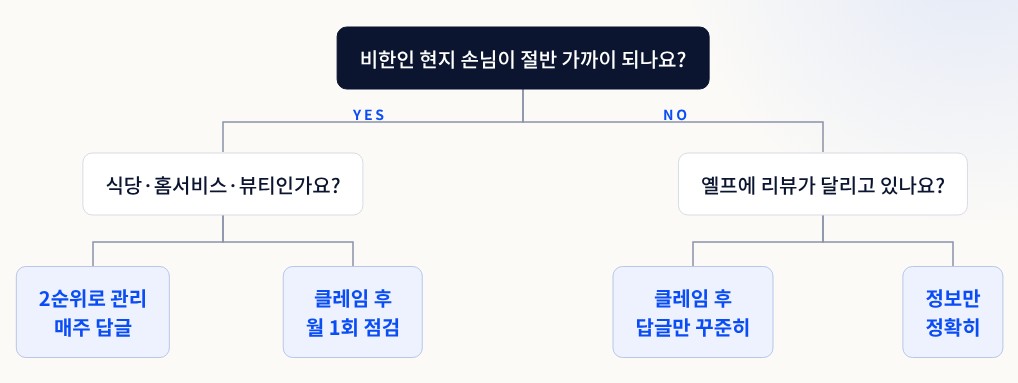 비한인 현지 손님이 절반 가까이 되나요?
YES
NO
식당·홈서비스·뷰티인가요?
옐프에 리뷰가 달리고 있나요?
2순위로 관리
매주 답글
클레임 후
월 1회 점검
클레임 후
답글만 꾸준히
정보만
정확히